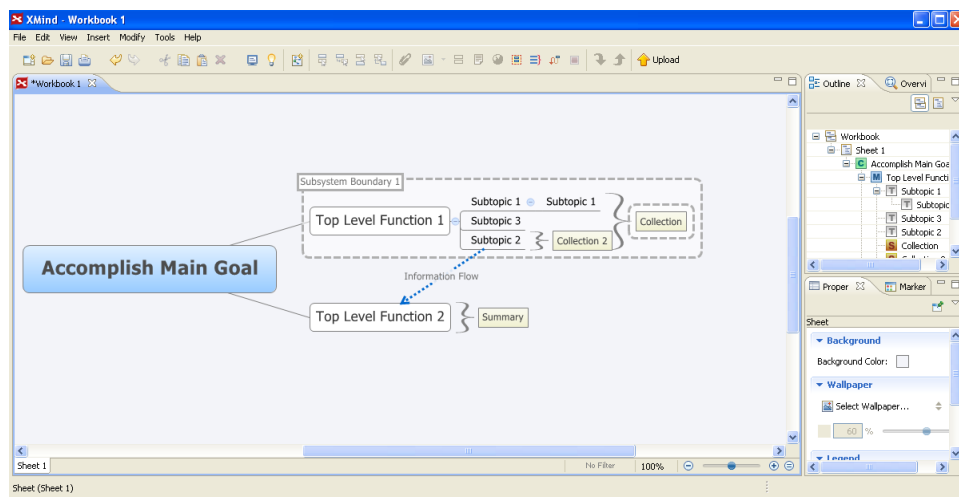 XMind - Workbook 1
File Edit View Insert Modify Tools Help
Upload
*Workbook 1
Outline
Overvi
Workbook
Sheet 1
Accomplish Main Goa
Top Level Functi
Subtopic 1
Subtopic
Subtopic 3
Subtopic 2
Collection
Subsystem Boundary 1
Top Level Function 1
Subtopic 1
Subtopic 1
Subtopic 3
Subtopic 2
Collection 2
Collection
Accomplish Main Goal
Information Flow
Top Level Function 2
Summary
Proper
Marker
Sheet
Background
Background Color:
Wallpaper
Select Wallpaper...
60 %
Legend
Sheet 1
No Filter
100%
Sheet (Sheet 1)